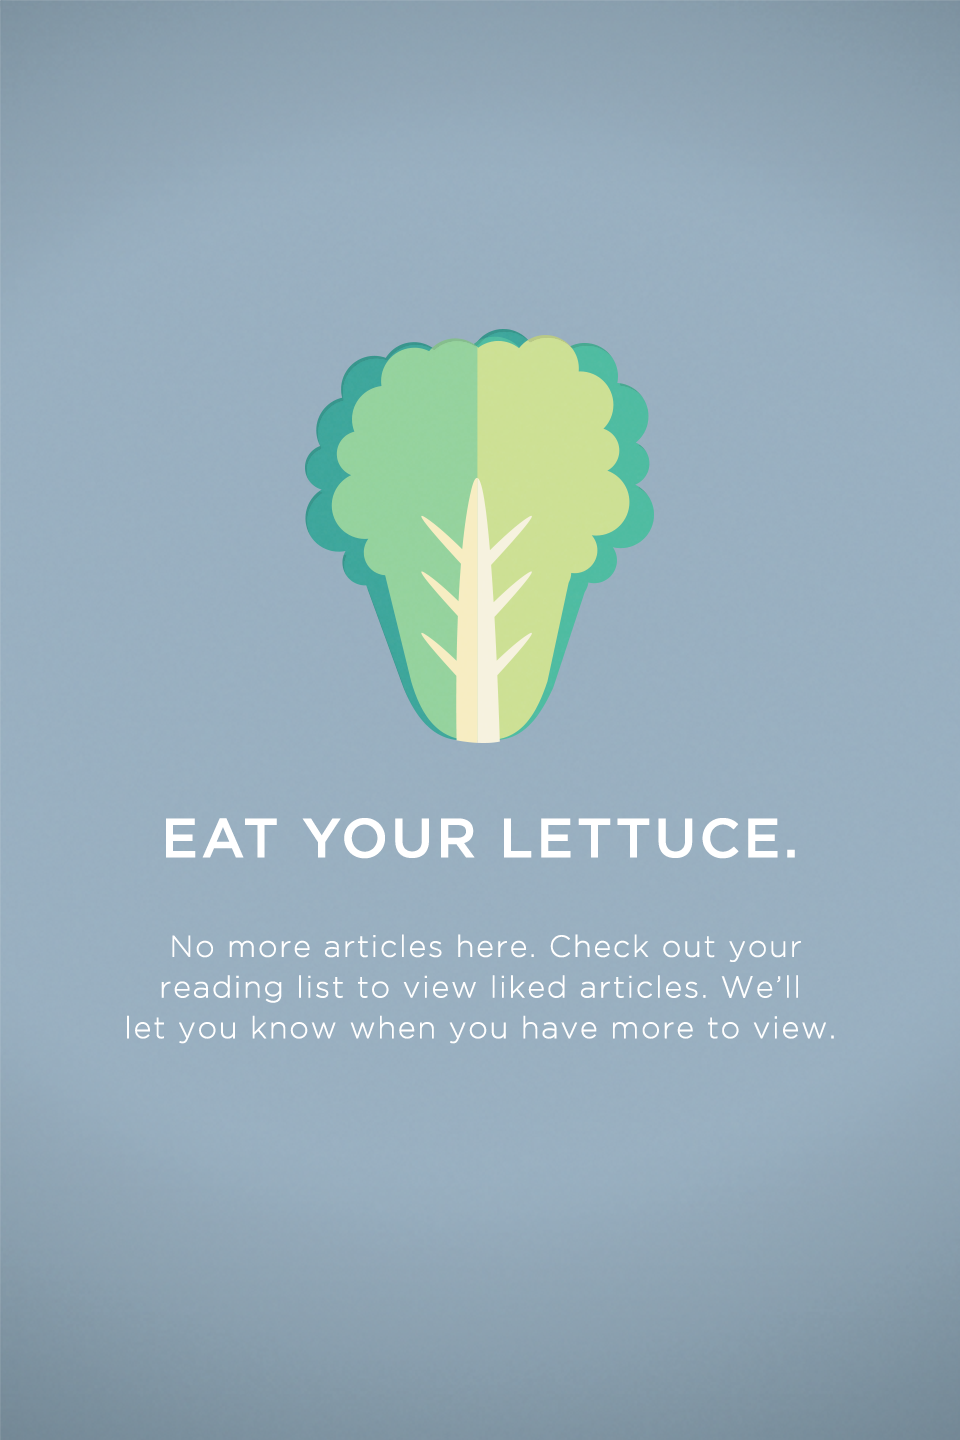 EAT YOUR LETTUCE.
No more articles here. Check out your
reading list to view liked articles. We’ll
let you know when you have more to view.